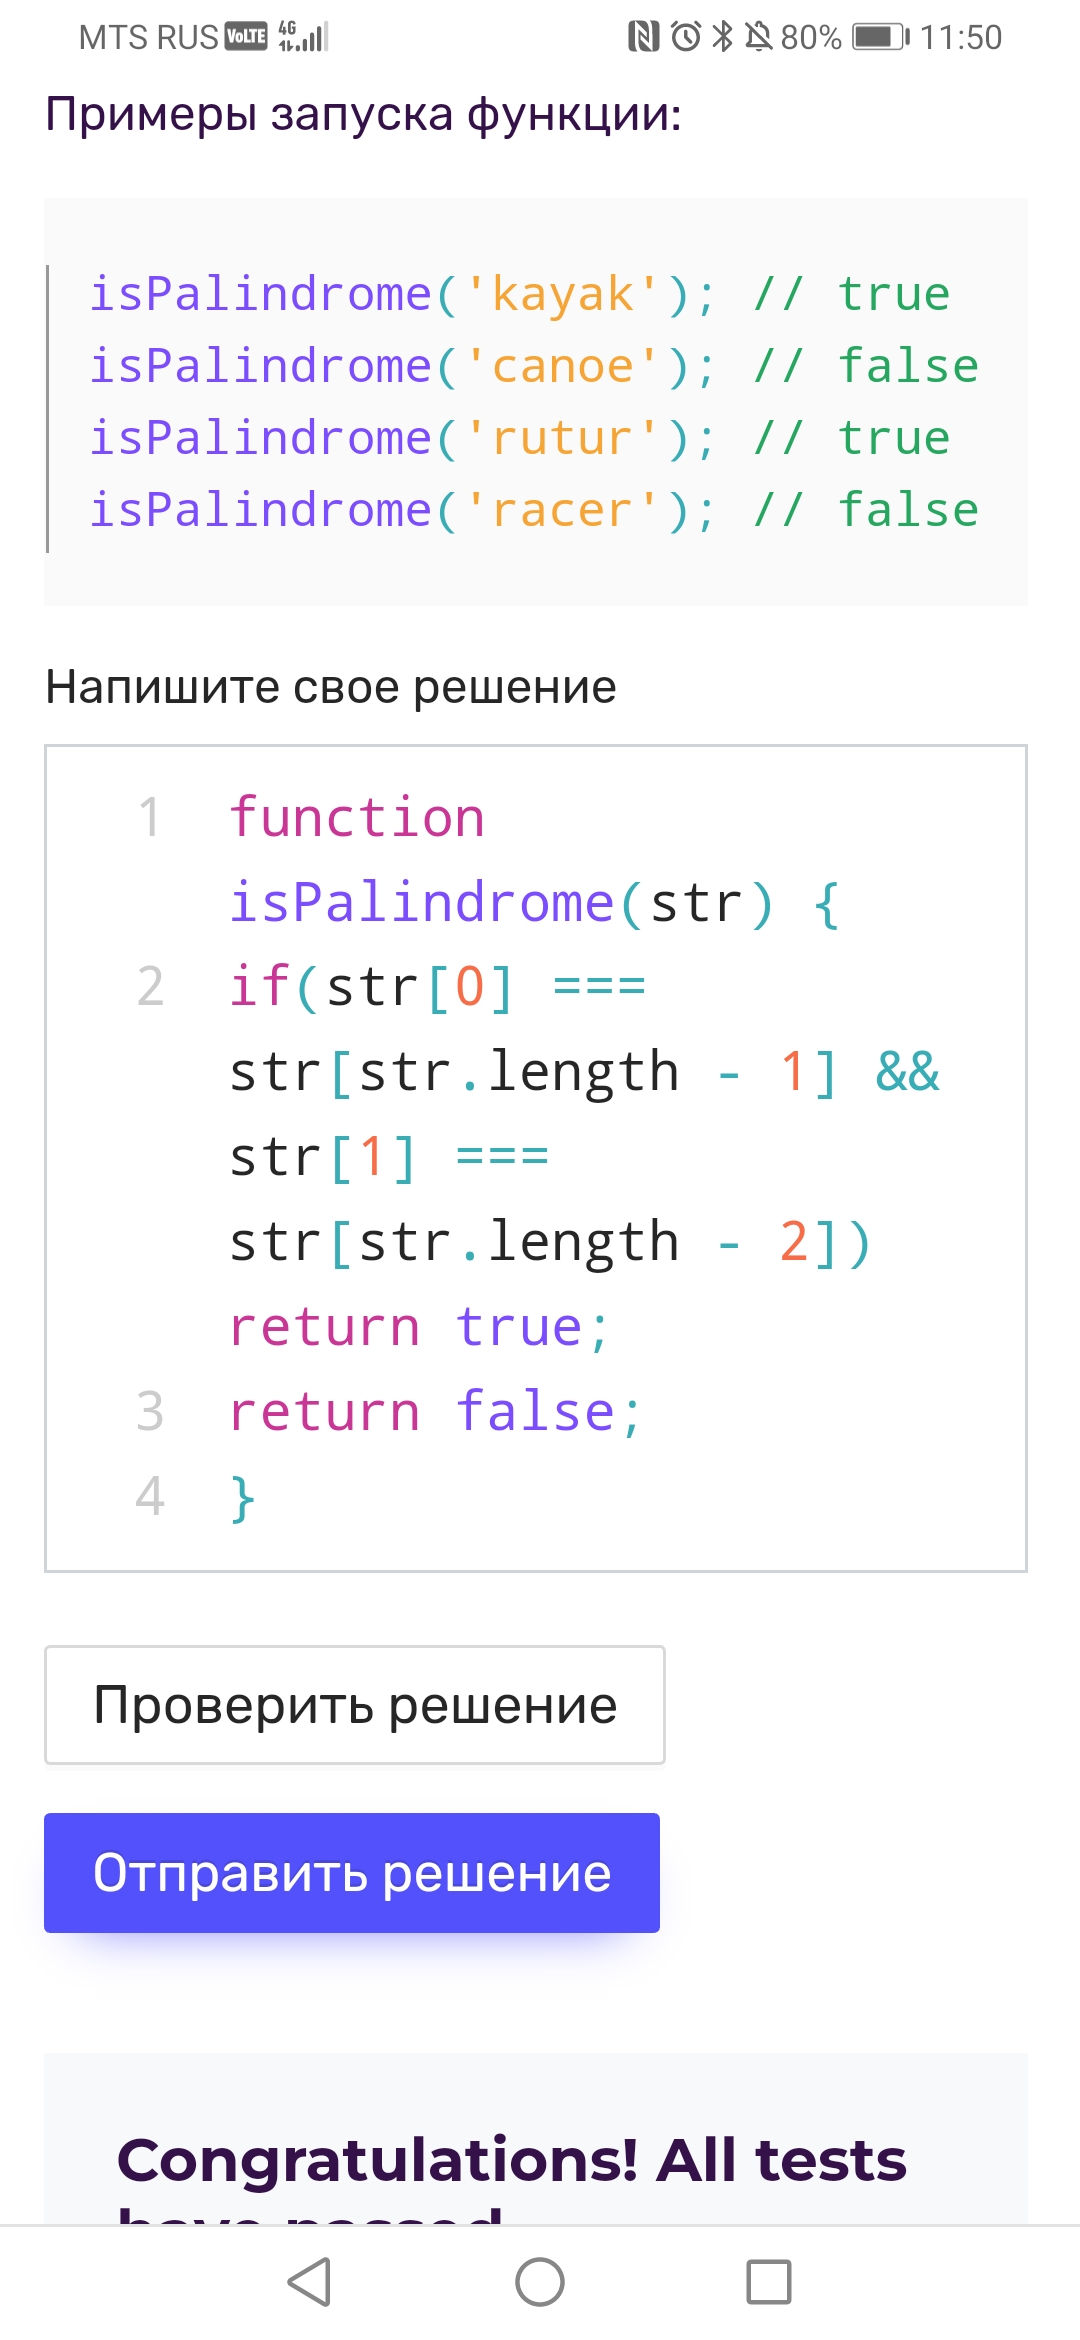 MTS RUS VoLTE 4G 80% 11:50
Примеры запуска функции:
isPalindrome('kayak'); // true
isPalindrome('canoe'); // false
isPalindrome('rutur'); // true
isPalindrome('racer'); // false
Напишите свое решение
1 function
isPalindrome(str) {
2 if(str[0] ===
str[str.length - 1] &&
str[1] ===
str[str.length - 2])
return true;
3 return false;
4 }
Проверить решение
Отправить решение
Congratulations! All tests
have passed